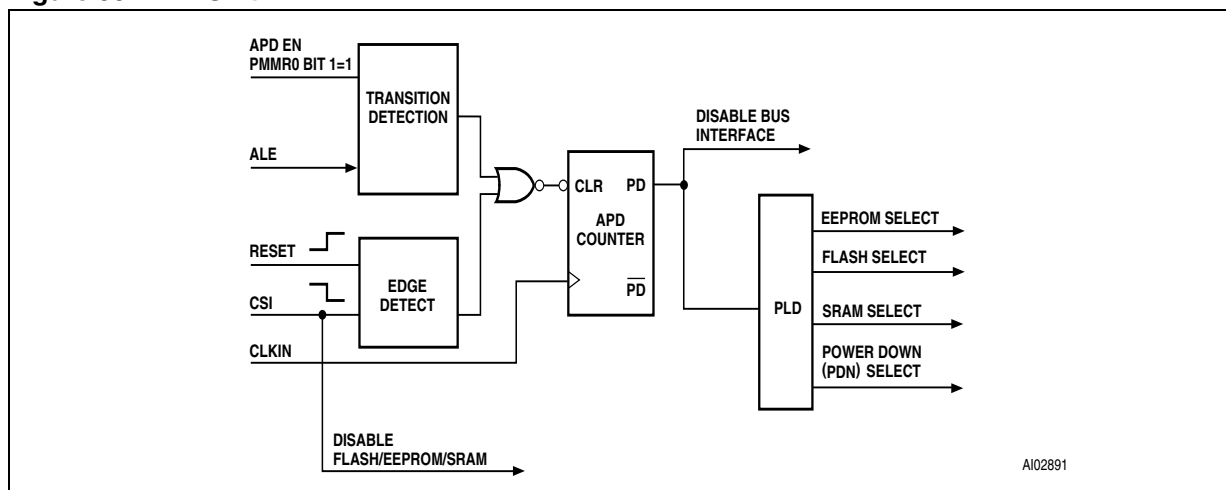 APD EN
PMMR0 BIT 1=1
TRANSITION
DETECTION
ALE
RESET
CSI
CLKIN
EDGE
DETECT
CLR
PD
APD
COUNTER
PD
DISABLE BUS
INTERFACE
PLD
EEPROM SELECT
FLASH SELECT
SRAM SELECT
POWER DOWN
(PDN) SELECT
DISABLE
FLASH/EEPROM/SRAM
AI02891